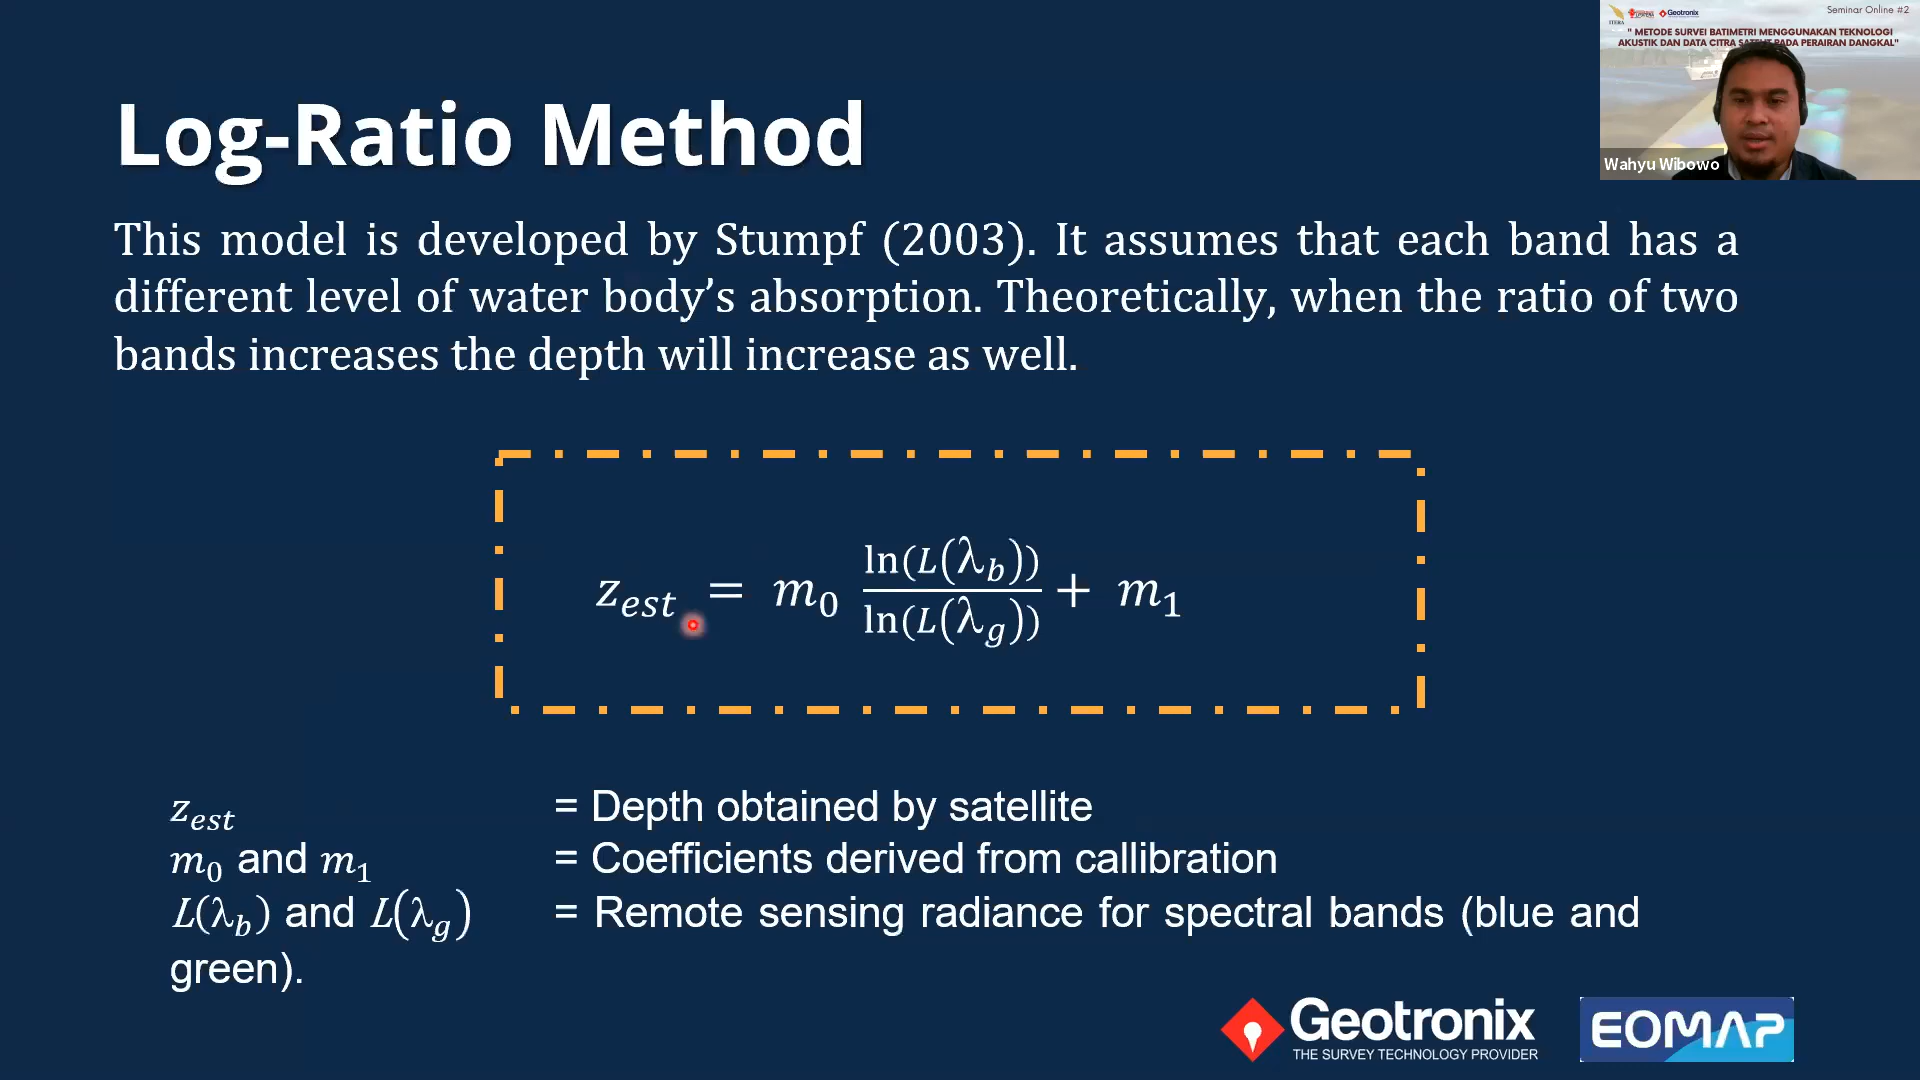 Seminar Online #2
Geotronix
" METODE SURVEI BATIMETRI MENGGUNAKAN TEKNOLOGI
AKUSTIK DAN DATA CITRA SATELIT PADA PERAIRAN DANGKAL"
Wahyu Wibowo
Log-Ratio Method
This model is developed by Stumpf (2003). It assumes that each band has a
different level of water body’s absorption. Theoretically, when the ratio of two
bands increases the depth will increase as well.
z_est = m_0 ln(L(λ_b)) / ln(L(λ_g)) + m_1
z_est = Depth obtained by satellite
m_0 and m_1 = Coefficients derived from callibration
L(λ_b) and L(λ_g) = Remote sensing radiance for spectral bands (blue and
green).
Geotronix
THE SURVEY TECHNOLOGY PROVIDER
EOMAP